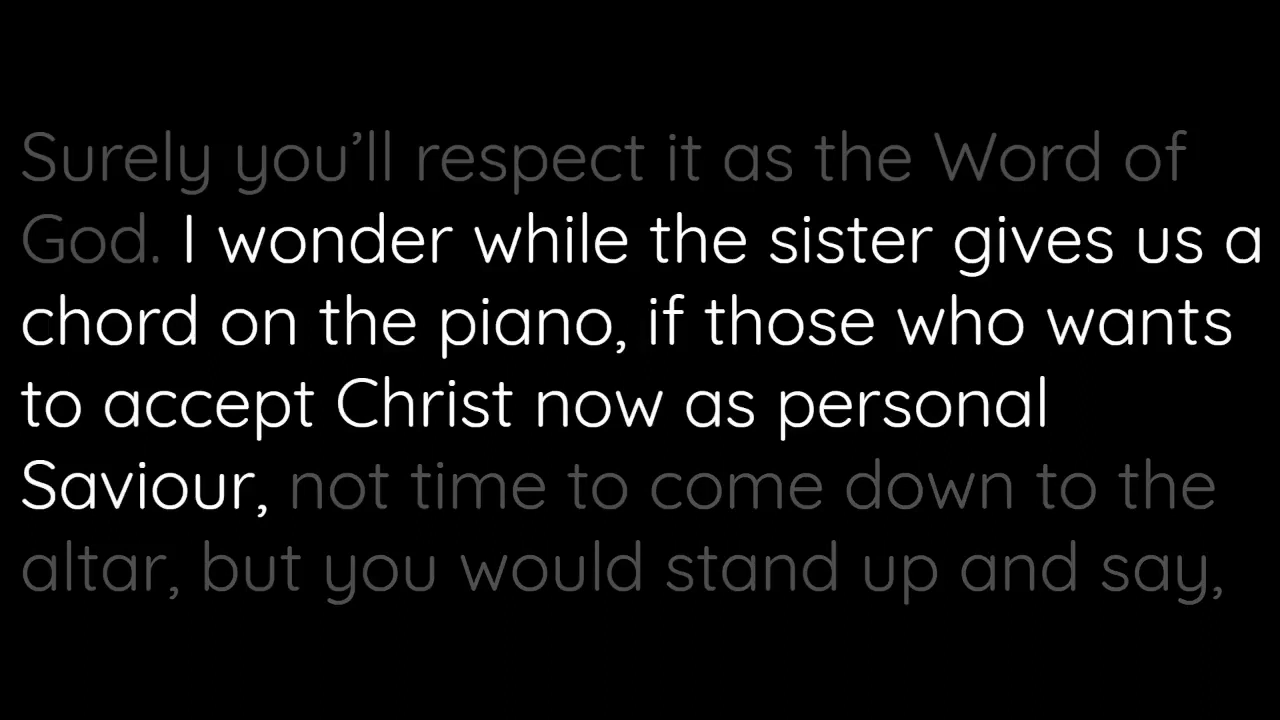 Surely you’ll respect it as the Word of
God. I wonder while the sister gives us a
chord on the piano, if those who wants
to accept Christ now as personal
Saviour, not time to come down to the
altar, but you would stand up and say,